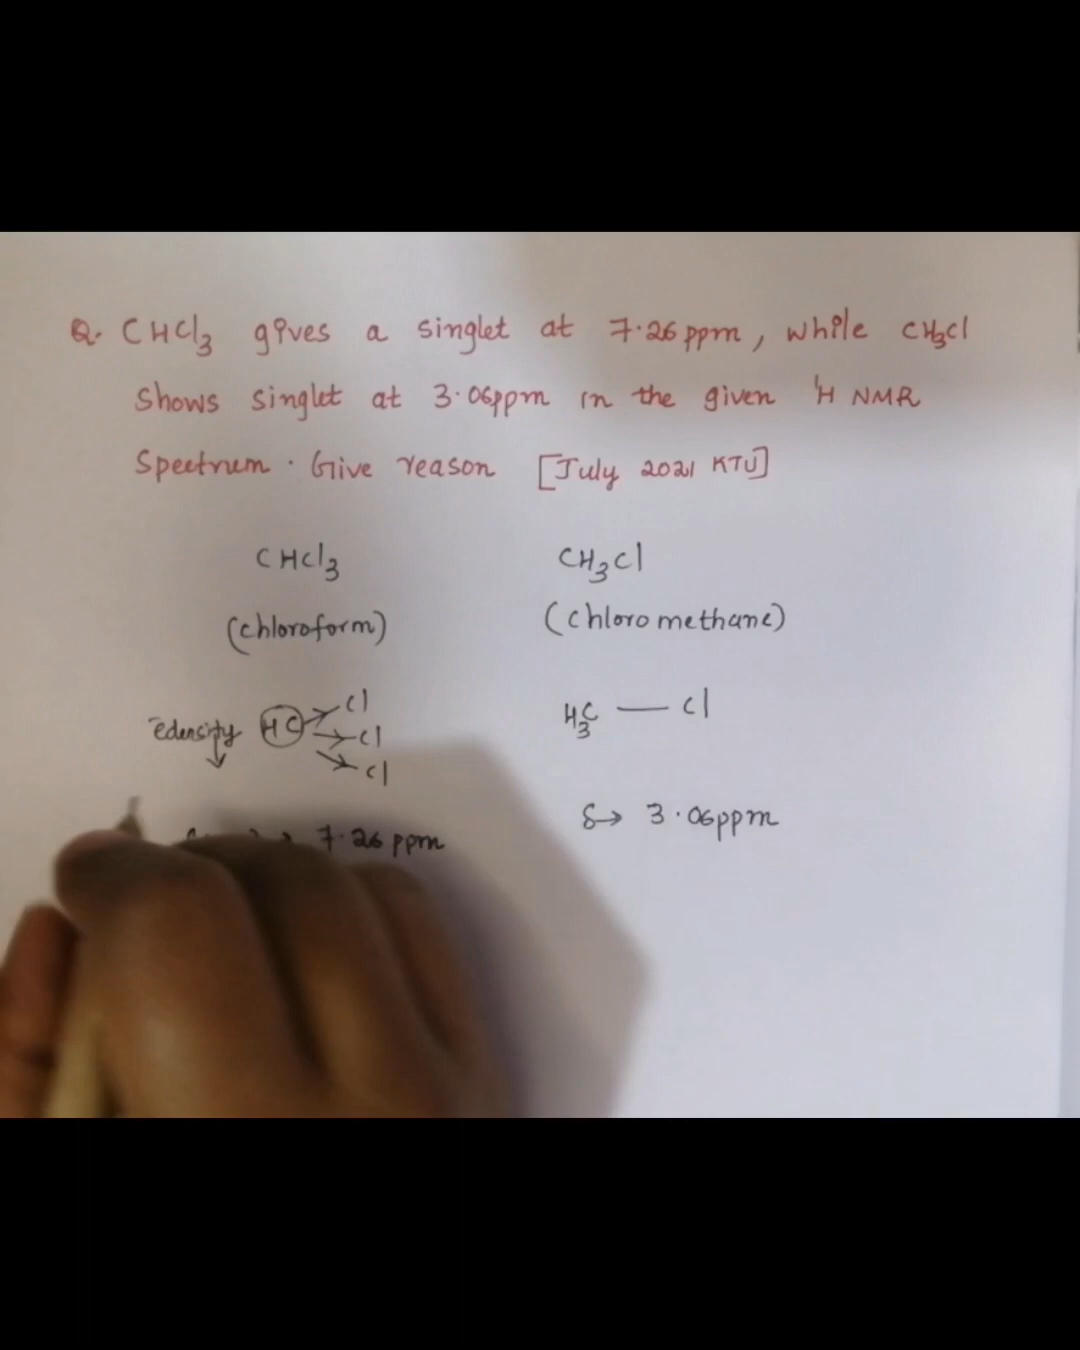 Q. CHCl3 gives a singlet at 7.26ppm, while CH3Cl
Shows singlet at 3.06ppm in the given 1H NMR
Spectrum. Give reason [July 2021 KTU]
CHCl3 CH3Cl
(chloroform) (chloromethane)
Cl
edensity HC Cl H3C — Cl
Cl
δ→ 3.06ppm
7.26 ppm